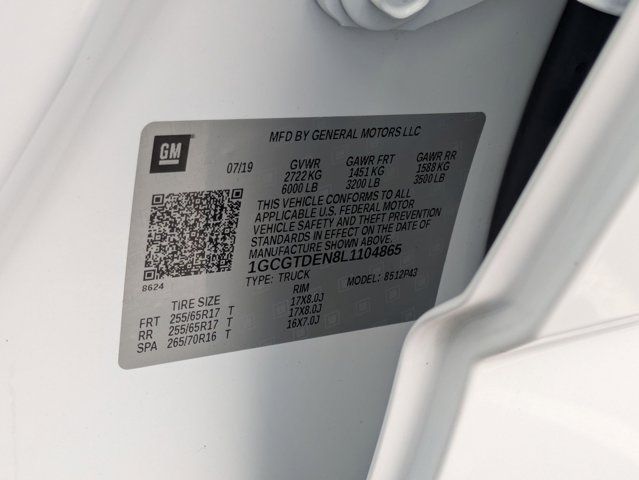 GM
MFD BY GENERAL MOTORS LLC
07/19 GVWR GAWR FRT GAWR RR
2722 KG 1451 KG 1588 KG
6000 LB 3200 LB 3500 LB
THIS VEHICLE CONFORMS TO ALL
APPLICABLE U.S. FEDERAL MOTOR
VEHICLE SAFETY AND THEFT PREVENTION
STANDARDS IN EFFECT ON THE DATE OF
MANUFACTURE SHOWN ABOVE.
1GCGTDEN8L1104865
8624 TYPE: TRUCK MODEL: 8512P43
TIRE SIZE RIM
FRT 255/65R17 T 17X8.0J
RR 255/65R17 T 17X8.0J
SPA 265/70R16 T 16X7.0J